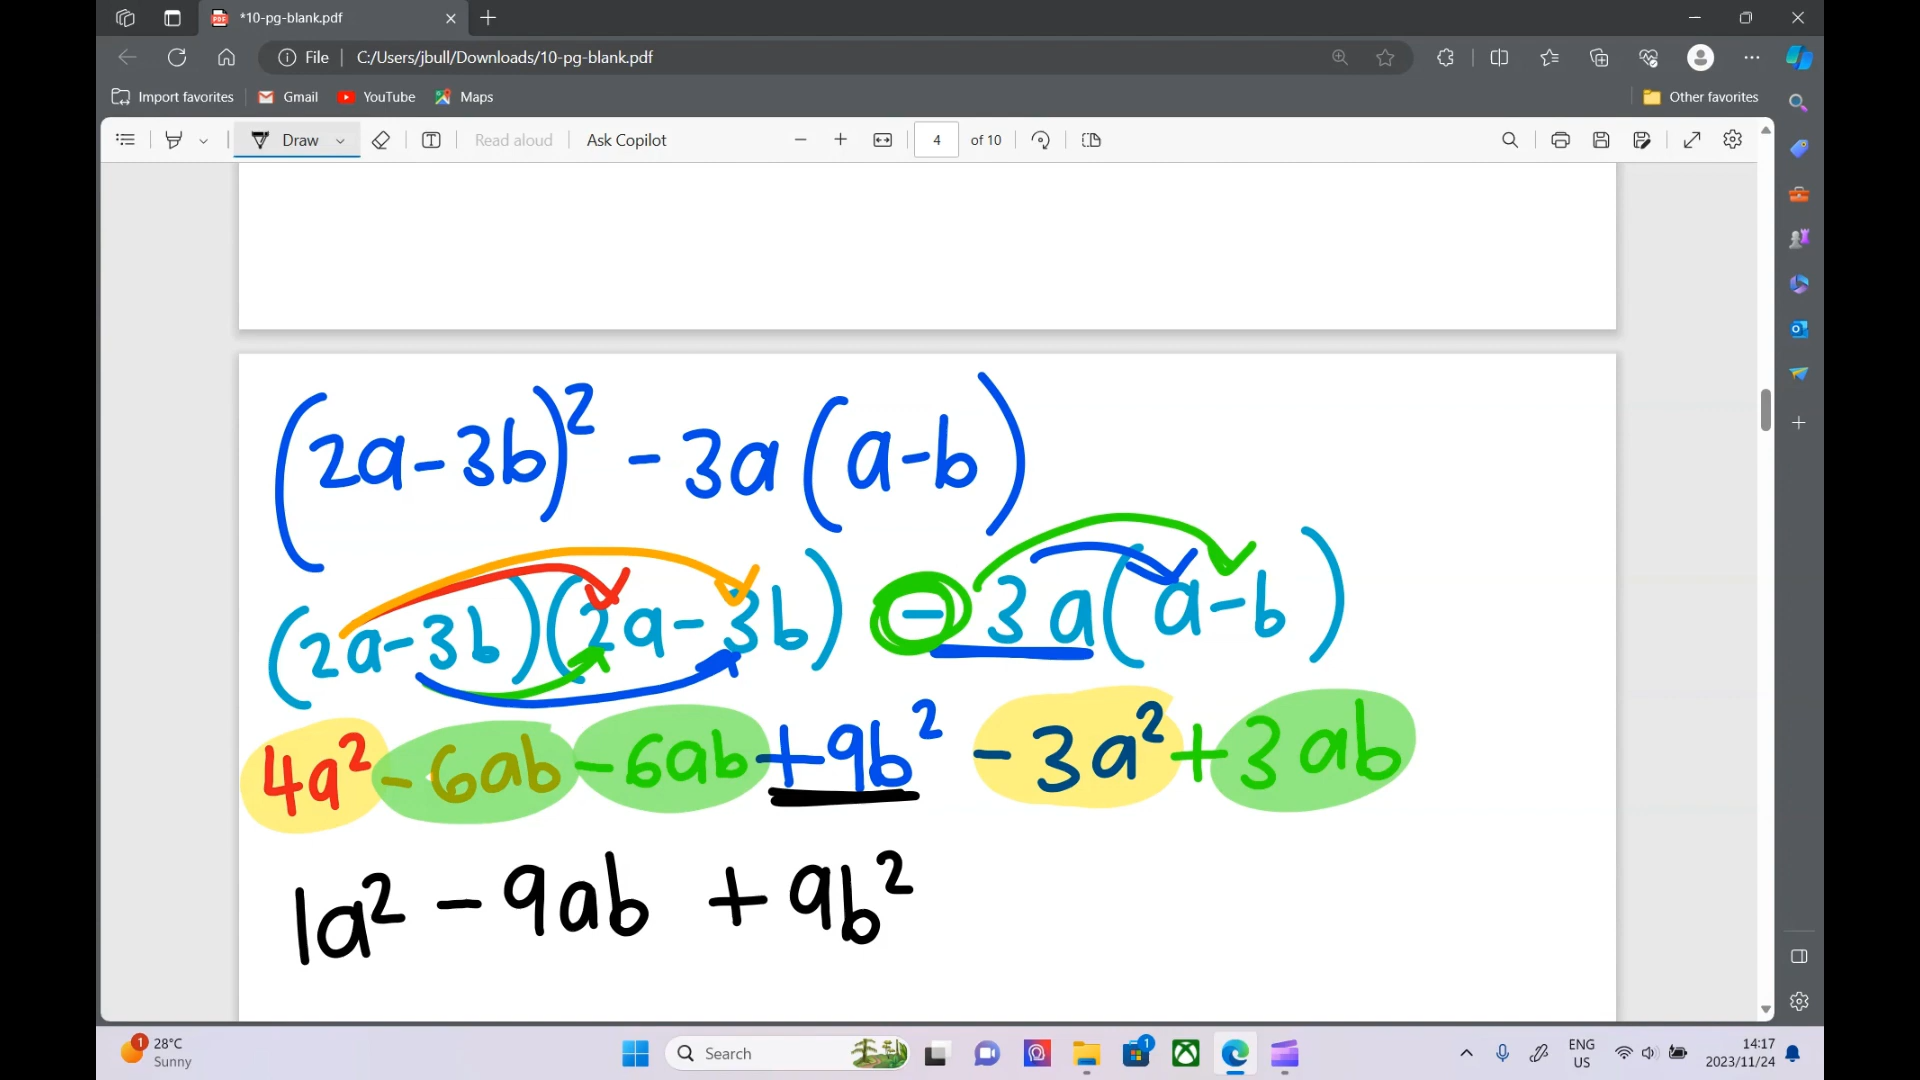 *10-pg-blank.pdf
File C:/Users/jbull/Downloads/10-pg-blank.pdf
Import favorites Gmail YouTube Maps Other favorites
Draw Read aloud Ask Copilot 4 of 10
(2a-3b)² - 3a(a-b)
(2a-3b)(2a-3b) - 3a(a-b)
4a² - 6ab - 6ab + 9b² - 3a² + 3ab
1a² - 9ab + 9b²
1 28°C
Sunny
Search
1
ENG
US
14:17
2023/11/24